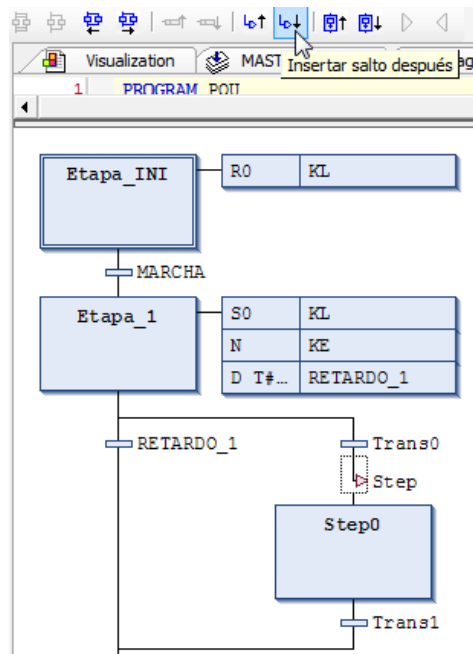 Visualization
MAST
Insertar salto después
ag
1 PROGRAM POU
Etapa_INI
R0 KL
MARCHA
Etapa_1
S0 KL
N KE
D T#... RETARDO_1
RETARDO_1
Trans0
Step
Step0
Trans1